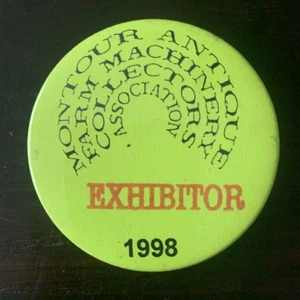 MONTOUR ANTIQUE
FARM MACHINERY
COLLECTORS
ASSOCIATION
EXHIBITOR
1998